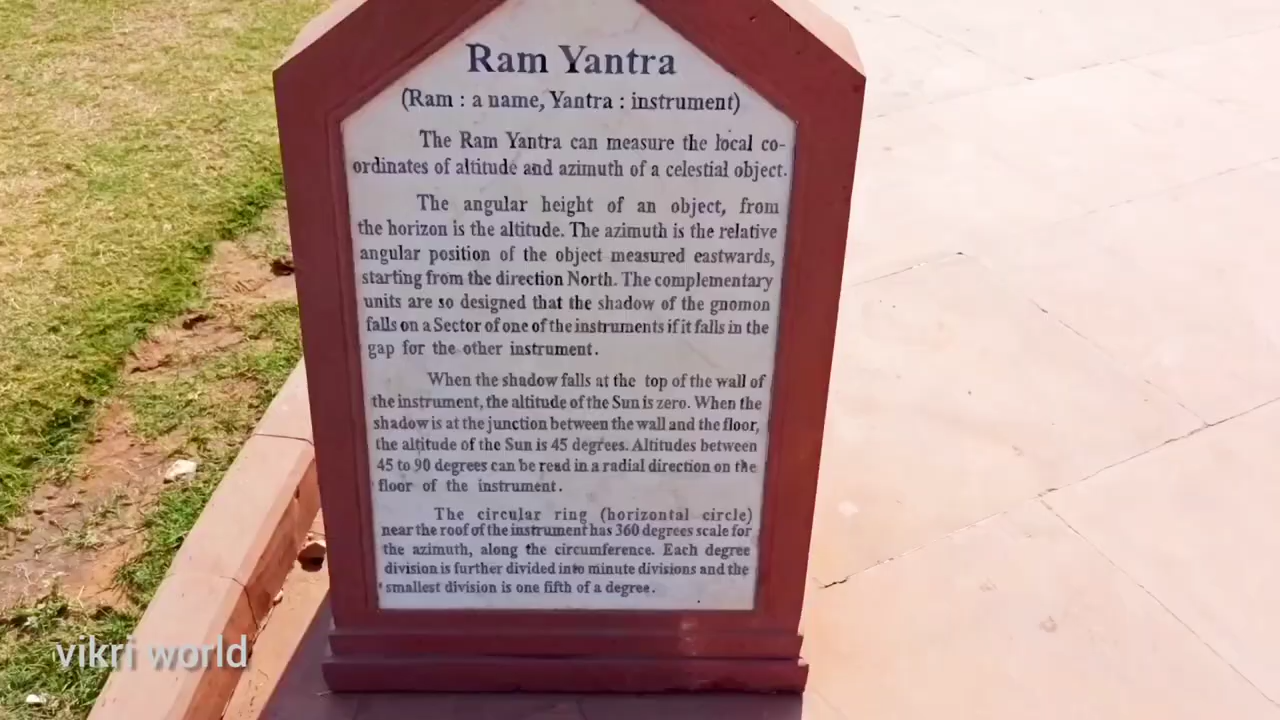 Ram Yantra
(Ram : a name, Yantra : instrument)
The Ram Yantra can measure the local co-
ordinates of altitude and azimuth of a celestial object.
The angular height of an object, from
the horizon is the altitude. The azimuth is the relative
angular position of the object measured eastwards,
starting from the direction North. The complementary
units are so designed that the shadow of the gnomon
falls on a Sector of one of the instruments if it falls in the
gap for the other instrument.
When the shadow falls at the top of the wall of
the instrument, the altitude of the Sun is zero. When the
shadow is at the junction between the wall and the floor,
the altitude of the Sun is 45 degrees. Altitudes between
45 to 90 degrees can be read in a radial direction on the
floor of the instrument.
The circular ring (horizontal circle)
near the roof of the instrument has 360 degrees scale for
the azimuth, along the circumference. Each degree
division is further divided into minute divisions and the
smallest division is one fifth of a degree.
vikri world